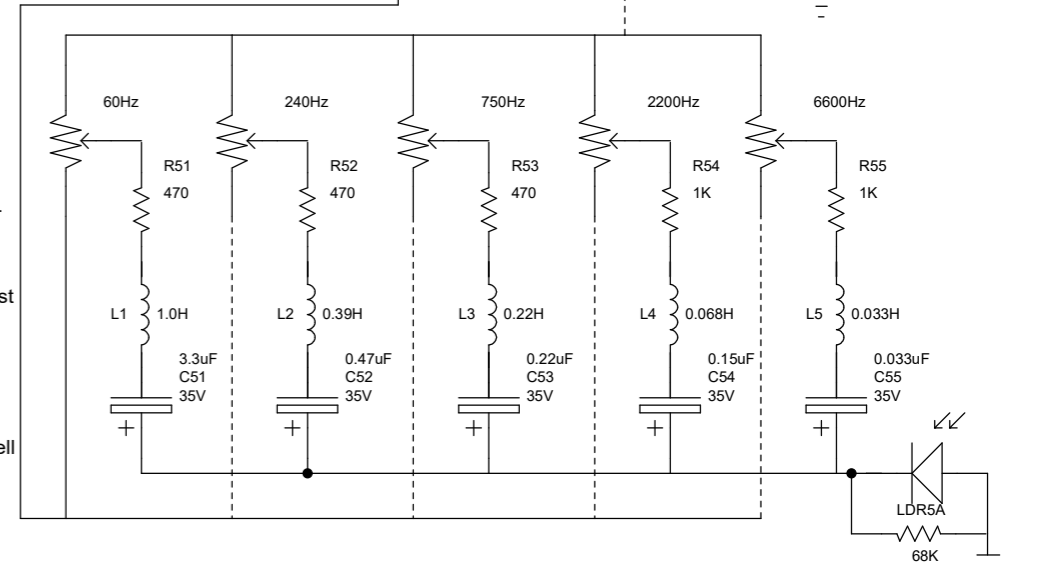 60Hz
240Hz
750Hz
2200Hz
6600Hz
R51
470
R52
470
R53
470
R54
1K
R55
1K
st
L1
1.0H
L2
0.39H
L3
0.22H
L4
0.068H
L5
0.033H
3.3uF
C51
35V
+
0.47uF
C52
35V
+
0.22uF
C53
35V
+
0.15uF
C54
35V
+
0.033uF
C55
35V
+
ell
LDR5A
68K